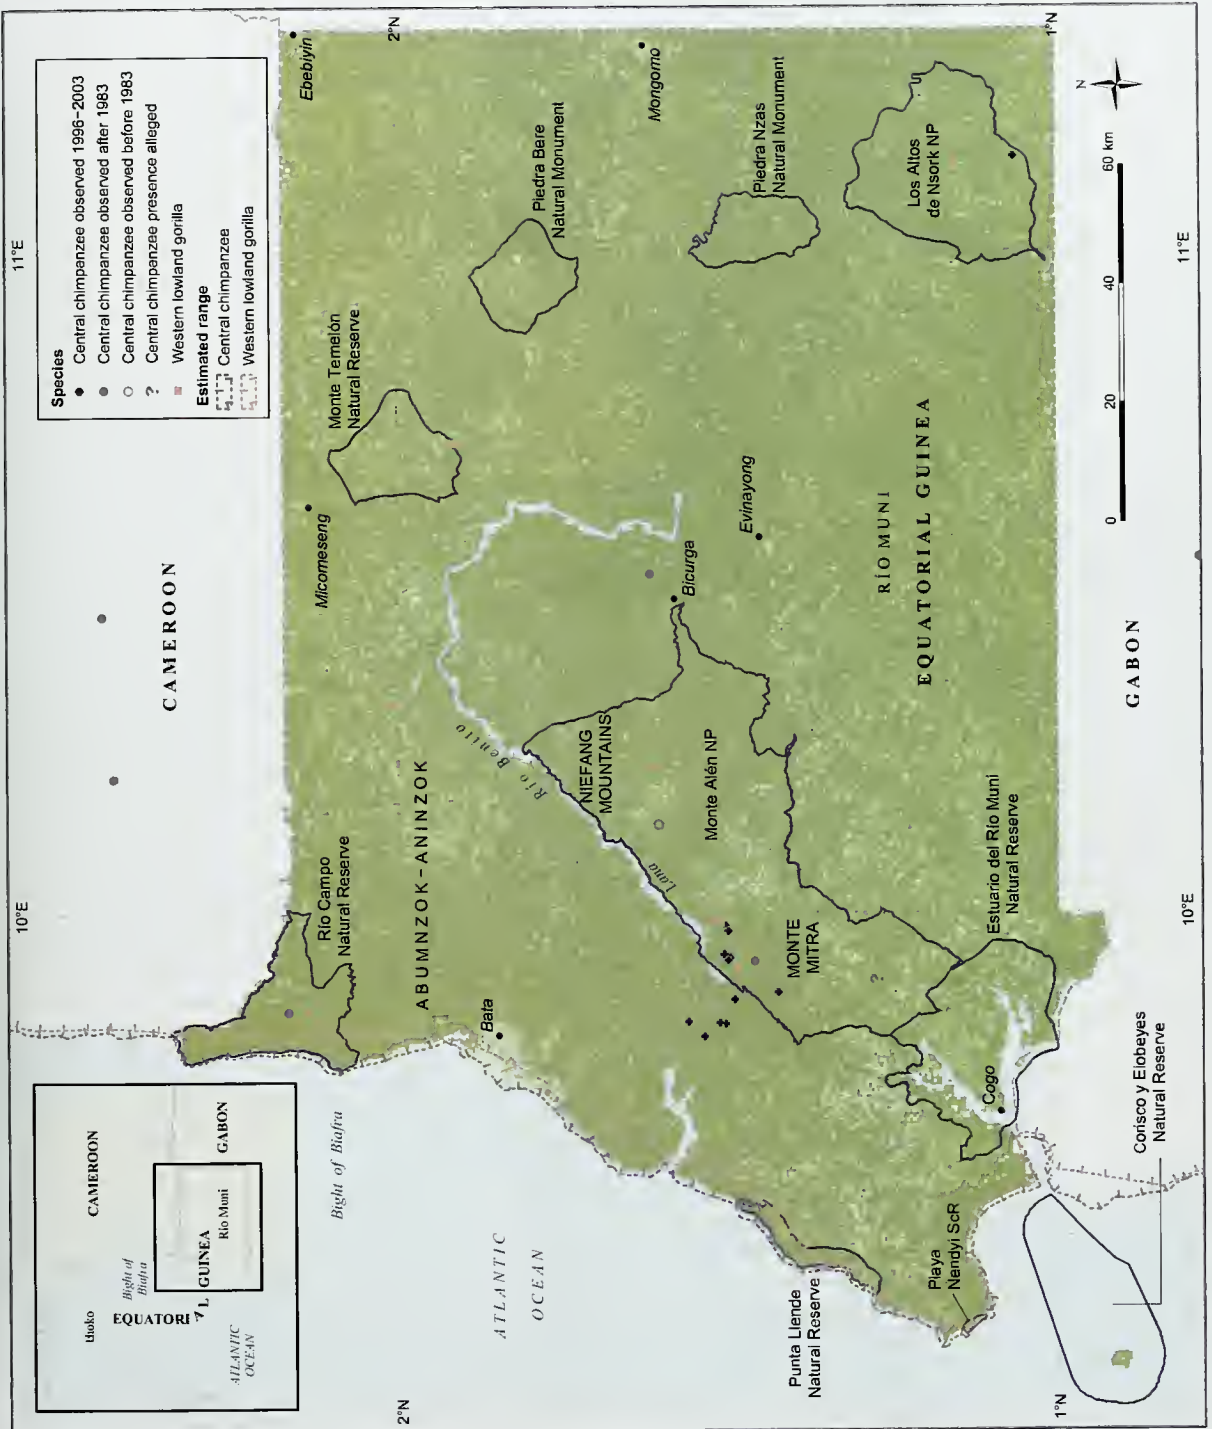 CAMEROON
Bight of
Biafra
EQUATORIAL GUINEA
Río Muni
GABON
ATLANTIC
OCEAN
10°E
11°E
CAMEROON
Species
Central chimpanzee observed 1996–2003
Central chimpanzee observed after 1983
Central chimpanzee observed before 1983
? Central chimpanzee presence alleged
Western lowland gorilla
Estimated range
Central chimpanzee
Western lowland gorilla
Ebebiyin
Micomeseng
Río Campo
Natural Reserve
Monte Temelón
Natural Reserve
Bight of Biafra
2°N
2°N
ABUMNZOK–ANINZOK
Bata
Río Benito
ATLANTIC
OCEAN
Piedra Bere
Natural Monument
NIEFANG
MOUNTAINS
Mongomo
Lana
Bicurga
Monte Alén NP
Evinayong
Piedra Nzas
Natural Monument
MONTE
MITRA
?
Punta Llende
Natural Reserve
RÍO MUNI
EQUATORIAL GUINEA
Los Altos
de Nsork NP
Playa
Nendyi ScR
Cogo
Estuario del Río Muni
Natural Reserve
1°N
1°N
N
0
20
40
60 km
GABON
Corisco y Elobeyes
Natural Reserve
10°E
11°E